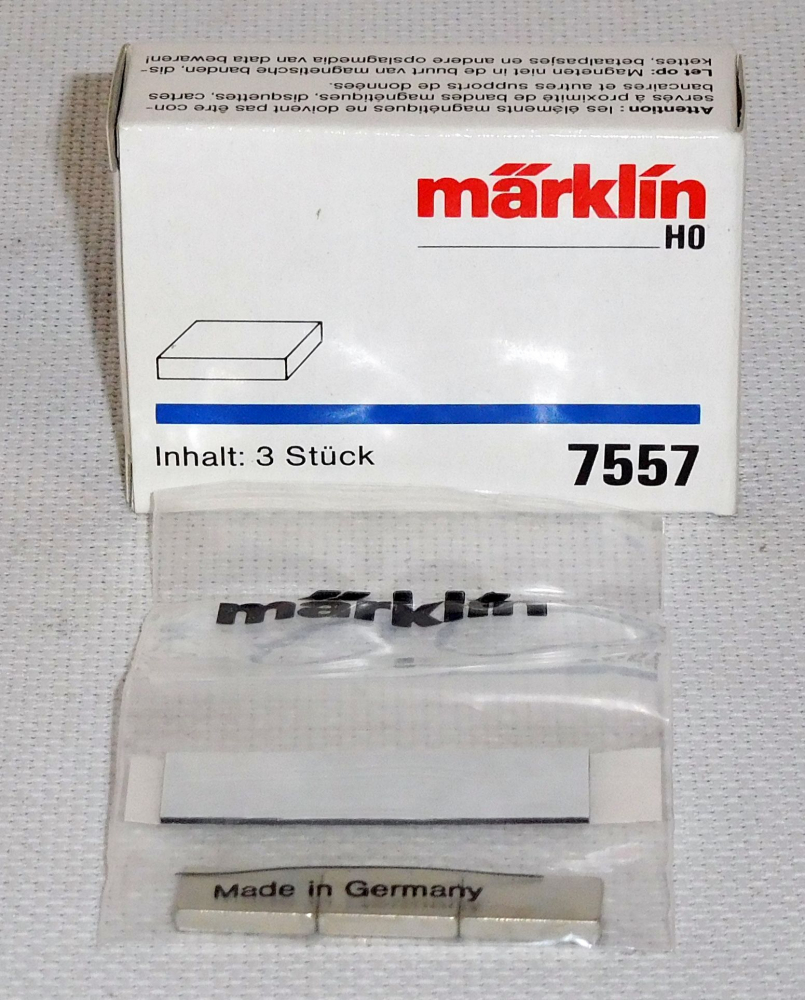 Attention : les éléments magnétiques ne doivent pas être con-
servés à proximité de bandes magnétiques, disquettes, cartes
bancaires et autres supports de données.
Let op: Magneten niet in de buurt van magnetische banden, dis-
kettes, betaalpasjes en andere opslagmedia van data bewaren!
märklín
H0
Inhalt: 3 Stück
7557
märklín
Made in Germany